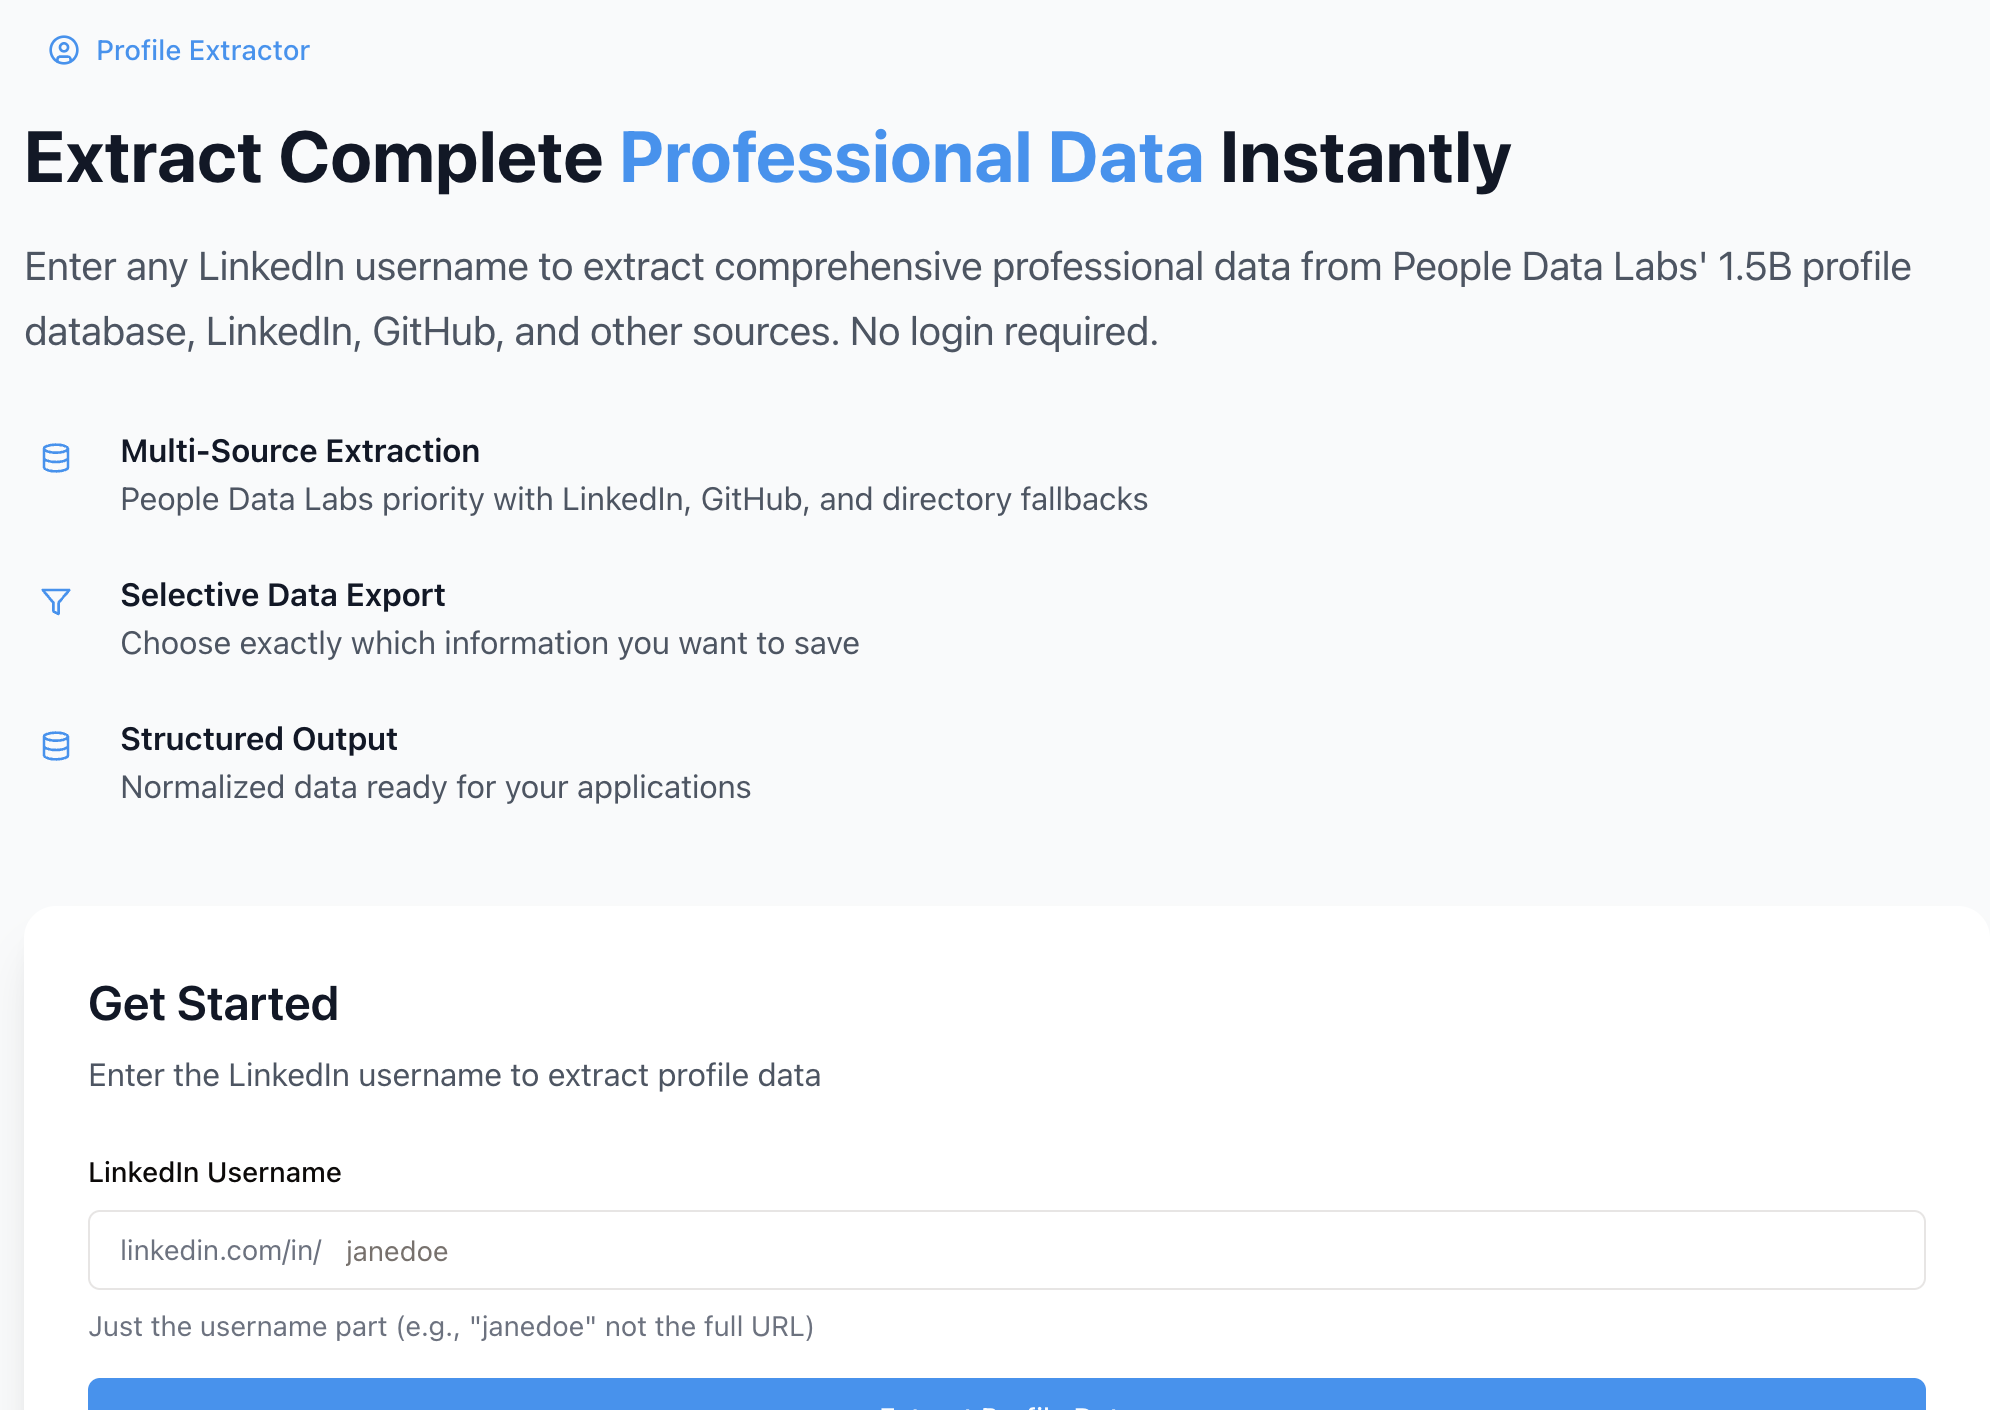 Profile Extractor
Extract Complete Professional Data Instantly
Enter any LinkedIn username to extract comprehensive professional data from People Data Labs' 1.5B profile
database, LinkedIn, GitHub, and other sources. No login required.
Multi-Source Extraction
People Data Labs priority with LinkedIn, GitHub, and directory fallbacks
Selective Data Export
Choose exactly which information you want to save
Structured Output
Normalized data ready for your applications
Get Started
Enter the LinkedIn username to extract profile data
LinkedIn Username
linkedin.com/in/ janedoe
Just the username part (e.g., "janedoe" not the full URL)